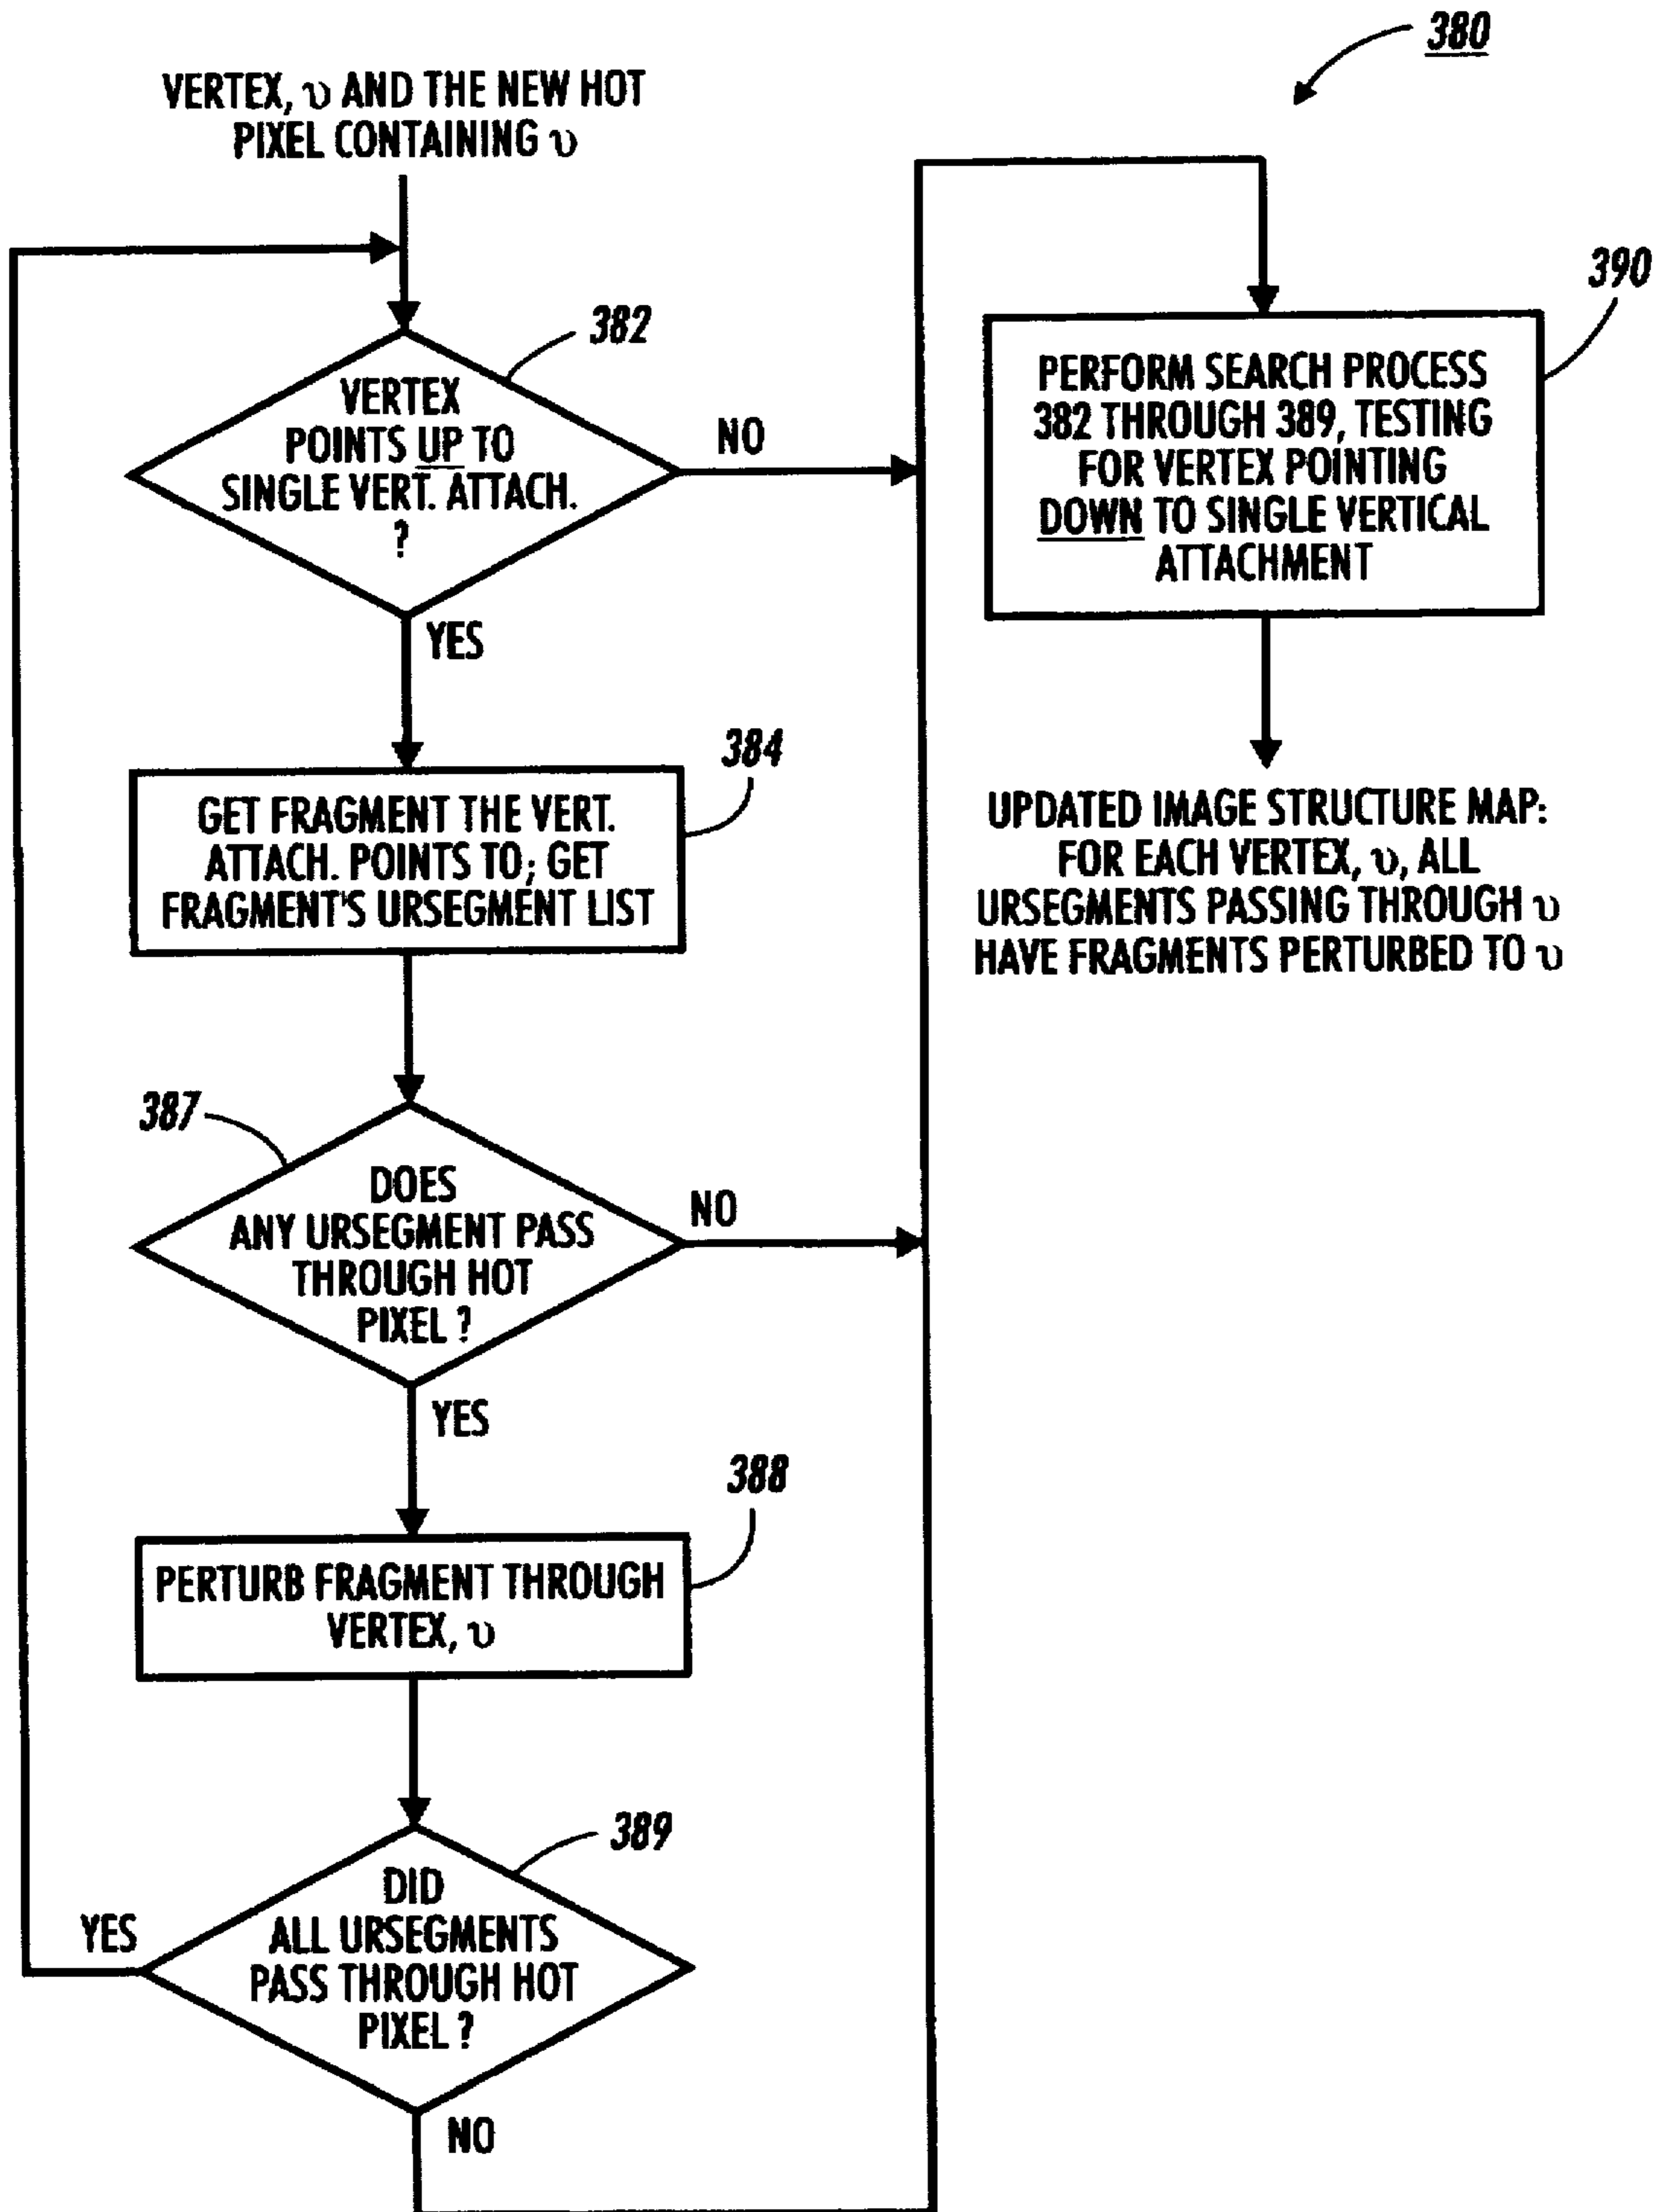 380
VERTEX, υ AND THE NEW HOT
PIXEL CONTAINING υ
382
VERTEX
POINTS UP TO
SINGLE VERT. ATTACH.
?
NO
YES
384
GET FRAGMENT THE VERT.
ATTACH. POINTS TO; GET
FRAGMENT'S URSEGMENT LIST
387
DOES
ANY URSEGMENT PASS
THROUGH HOT
PIXEL ?
NO
YES
388
PERTURB FRAGMENT THROUGH
VERTEX, υ
389
DID
ALL URSEGMENTS
PASS THROUGH HOT
PIXEL ?
YES
NO
390
PERFORM SEARCH PROCESS
382 THROUGH 389, TESTING
FOR VERTEX POINTING
DOWN TO SINGLE VERTICAL
ATTACHMENT
UPDATED IMAGE STRUCTURE MAP:
FOR EACH VERTEX, υ, ALL
URSEGMENTS PASSING THROUGH υ
HAVE FRAGMENTS PERTURBED TO υ